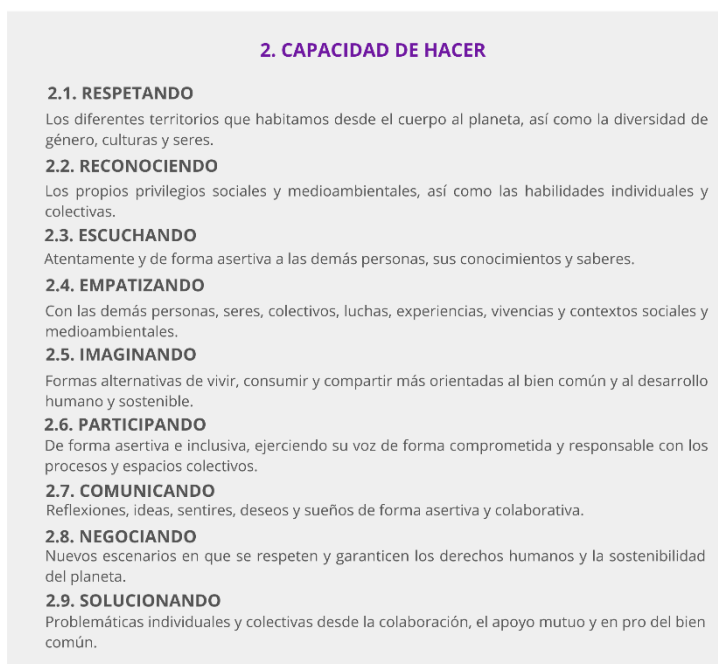 2. CAPACIDAD DE HACER
2.1. RESPETANDO
Los diferentes territorios que habitamos desde el cuerpo al planeta, así como la diversidad de
género, culturas y seres.
2.2. RECONOCIENDO
Los propios privilegios sociales y medioambientales, así como las habilidades individuales y
colectivas.
2.3. ESCUCHANDO
Atentamente y de forma asertiva a las demás personas, sus conocimientos y saberes.
2.4. EMPATIZANDO
Con las demás personas, seres, colectivos, luchas, experiencias, vivencias y contextos sociales y
medioambientales.
2.5. IMAGINANDO
Formas alternativas de vivir, consumir y compartir más orientadas al bien común y al desarrollo
humano y sostenible.
2.6. PARTICIPANDO
De forma asertiva e inclusiva, ejerciendo su voz de forma comprometida y responsable con los
procesos y espacios colectivos.
2.7. COMUNICANDO
Reflexiones, ideas, sentires, deseos y sueños de forma asertiva y colaborativa.
2.8. NEGOCIANDO
Nuevos escenarios en que se respeten y garanticen los derechos humanos y la sostenibilidad
del planeta.
2.9. SOLUCIONANDO
Problemáticas individuales y colectivas desde la colaboración, el apoyo mutuo y en pro del bien
común.